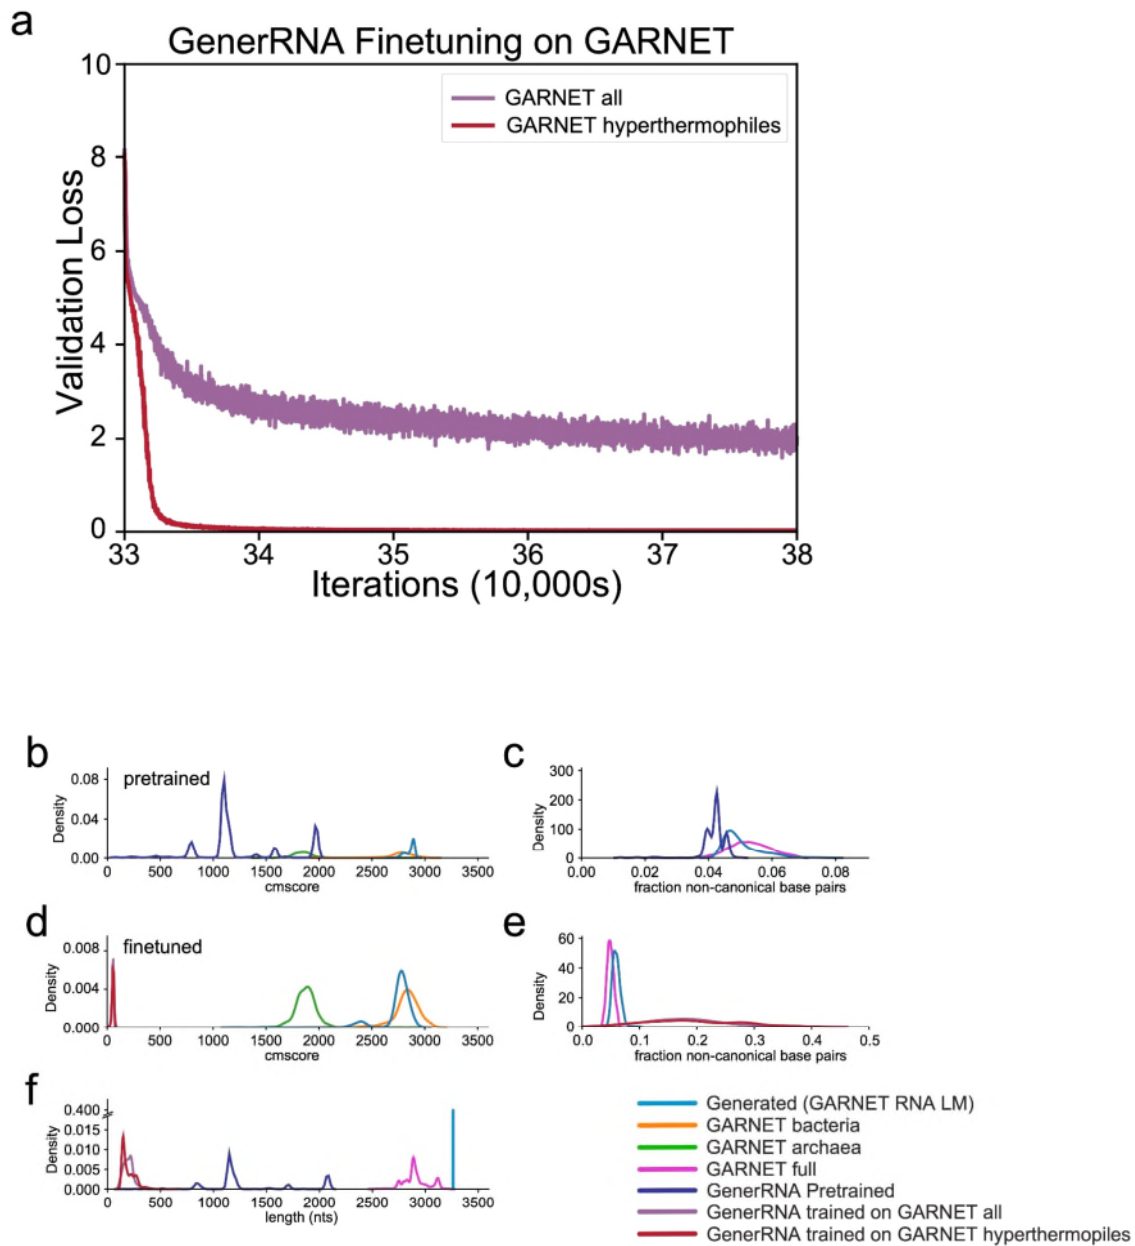 a
GenerRNA Finetuning on GARNET
10
8
6
4
2
0
Validation Loss
GARNET all
GARNET hyperthermophiles
33
34
35
36
37
38
Iterations (10,000s)
b
pretrained
0.08
0.04
0.00
Density
0
500
1000
1500
2000
2500
3000
3500
cmscore
c
300
200
100
0
Density
0.00
0.02
0.04
0.06
0.08
fraction non-canonical base pairs
d
finetuned
0.008
0.004
0.000
Density
0
500
1000
1500
2000
2500
3000
3500
cmscore
e
60
40
20
0
Density
0.0
0.1
0.2
0.3
0.4
0.5
fraction non-canonical base pairs
f
0.400
0.015
0.010
0.005
0.000
Density
0
500
1000
1500
2000
2500
3000
3500
length (nts)
Generated (GARNET RNA LM)
GARNET bacteria
GARNET archaea
GARNET full
GenerRNA Pretrained
GenerRNA trained on GARNET all
GenerRNA trained on GARNET hyperthermopiles